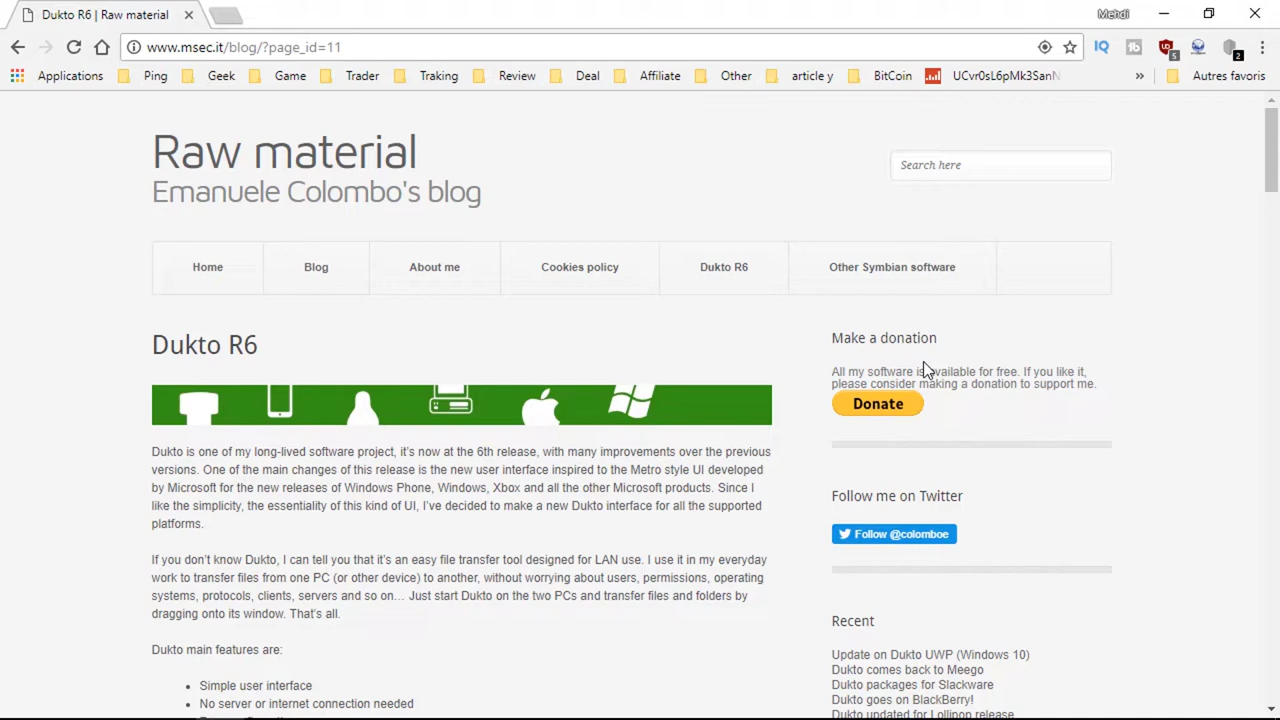 Dukto R6 | Raw material
Mehdi
www.msec.it/blog/?page_id=11
Applications Ping Geek Game Trader Traking Review Deal Affiliate Other article y BitCoin UCvr0sL6pMk3SanN » Autres favoris
Raw material
Emanuele Colombo's blog
Search here
Home Blog About me Cookies policy Dukto R6 Other Symbian software
Dukto R6
Dukto is one of my long-lived software project, it's now at the 6th release, with many improvements over the previous
versions. One of the main changes of this release is the new user interface inspired to the Metro style UI developed
by Microsoft for the new releases of Windows Phone, Windows, Xbox and all the other Microsoft products. Since I
like the simplicity, the essentiality of this kind of UI, I've decided to make a new Dukto interface for all the supported
platforms.
If you don't know Dukto, I can tell you that it's an easy file transfer tool designed for LAN use. I use it in my everyday
work to transfer files from one PC (or other device) to another, without worrying about users, permissions, operating
systems, protocols, clients, servers and so on… Just start Dukto on the two PCs and transfer files and folders by
dragging onto its window. That's all.
Dukto main features are:
• Simple user interface
• No server or internet connection needed
Make a donation
All my software is available for free. If you like it,
please consider making a donation to support me.
Donate
Follow me on Twitter
Follow @colomboe
Recent
Update on Dukto UWP (Windows 10)
Dukto comes back to Meego
Dukto packages for Slackware
Dukto goes on BlackBerry!
Dukto updated for Lollipop release